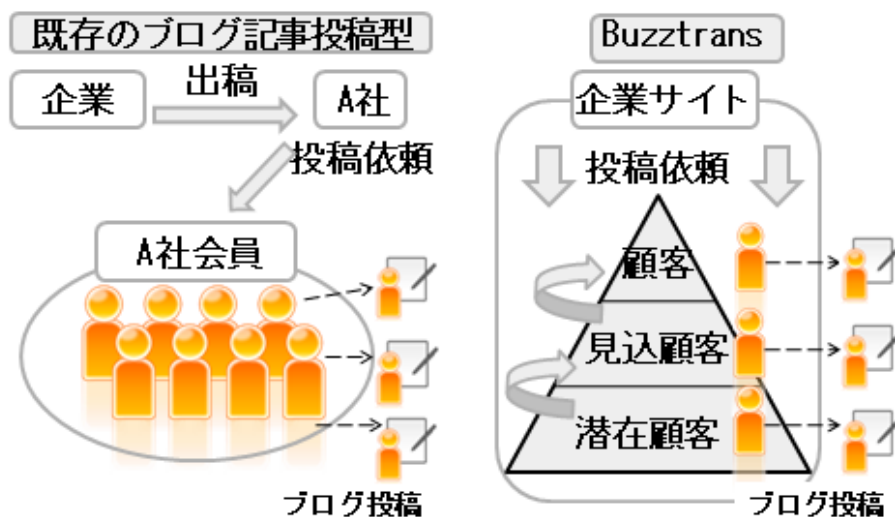 既存のブログ記事投稿型
企業
出稿
A社
投稿依頼
A社会員
ブログ投稿
Buzztrans
企業サイト
投稿依頼
顧客
見込顧客
潜在顧客
ブログ投稿